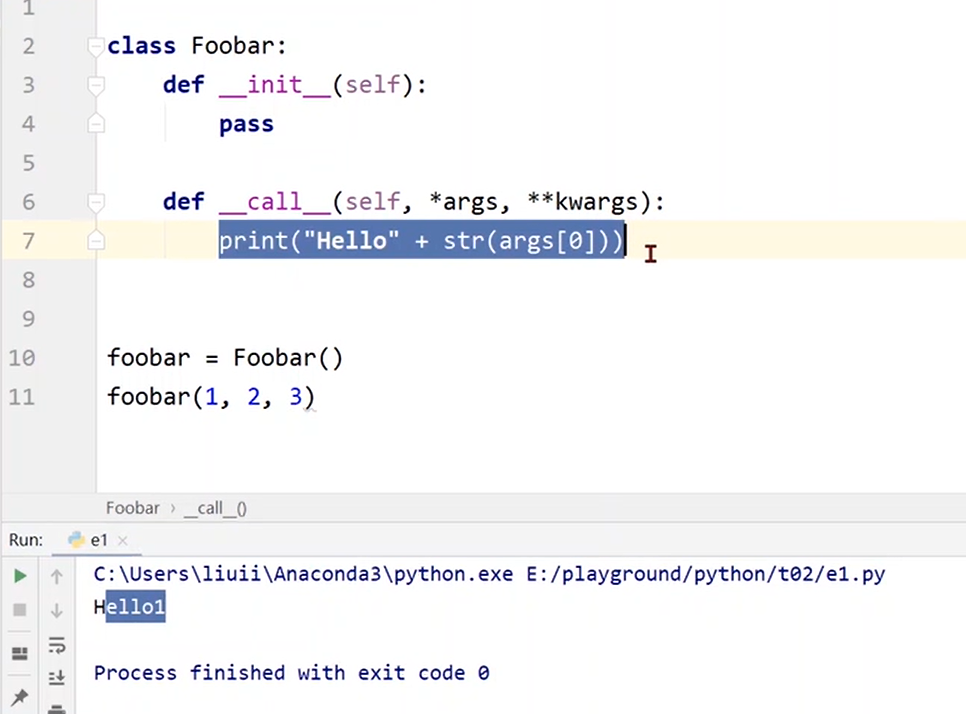 1
2 class Foobar:
3     def __init__(self):
4         pass
5
6     def __call__(self, *args, **kwargs):
7         print("Hello" + str(args[0]))
8
9
10 foobar = Foobar()
11 foobar(1, 2, 3)
Foobar › __call__()
Run: e1 ×
C:\Users\liuii\Anaconda3\python.exe E:/playground/python/t02/e1.py
Hello1
Process finished with exit code 0